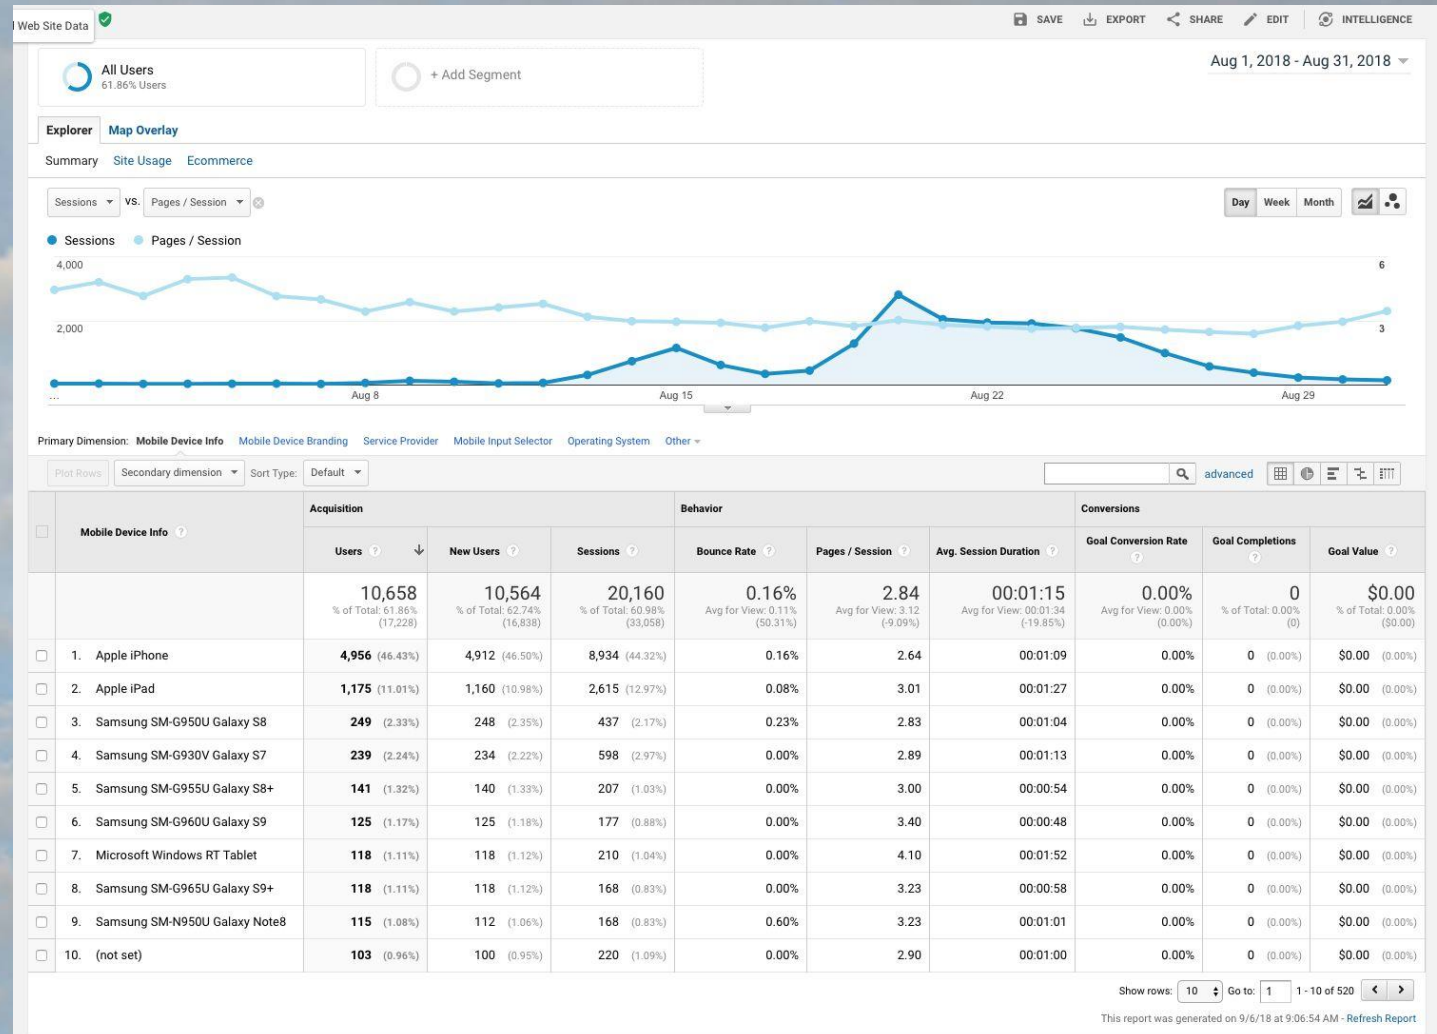 Web Site Data
SAVE EXPORT SHARE EDIT INTELLIGENCE
All Users
61.86% Users
+ Add Segment
Aug 1, 2018 - Aug 31, 2018
Explorer Map Overlay
Summary Site Usage Ecommerce
Sessions VS. Pages / Session
Day Week Month
Sessions Pages / Session
4,000 6
2,000 3
... Aug 8 Aug 15 Aug 22 Aug 29
Primary Dimension: Mobile Device Info Mobile Device Branding Service Provider Mobile Input Selector Operating System Other
Plot Rows Secondary dimension Sort Type: Default advanced
Acquisition Behavior Conversions
Mobile Device Info ? Users ? New Users ? Sessions ? Bounce Rate ? Pages / Session ? Avg. Session Duration ? Goal Conversion Rate ? Goal Completions ? Goal Value ?
10,658 10,564 20,160 0.16% 2.84 00:01:15 0.00% 0 $0.00
% of Total: 61.86% % of Total: 62.74% % of Total: 60.98% Avg for View: 0.11% Avg for View: 3.12 Avg for View: 00:01:34 Avg for View: 0.00% % of Total: 0.00% % of Total: 0.00%
(17,228) (16,838) (33,058) (50.31%) (-9.09%) (-19.85%) (0.00%) (0) ($0.00)
1. Apple iPhone 4,956 (46.43%) 4,912 (46.50%) 8,934 (44.32%) 0.16% 2.64 00:01:09 0.00% 0 (0.00%) $0.00 (0.00%)
2. Apple iPad 1,175 (11.01%) 1,160 (10.98%) 2,615 (12.97%) 0.08% 3.01 00:01:27 0.00% 0 (0.00%) $0.00 (0.00%)
3. Samsung SM-G950U Galaxy S8 249 (2.33%) 248 (2.35%) 437 (2.17%) 0.23% 2.83 00:01:04 0.00% 0 (0.00%) $0.00 (0.00%)
4. Samsung SM-G930V Galaxy S7 239 (2.24%) 234 (2.22%) 598 (2.97%) 0.00% 2.89 00:01:13 0.00% 0 (0.00%) $0.00 (0.00%)
5. Samsung SM-G955U Galaxy S8+ 141 (1.32%) 140 (1.33%) 207 (1.03%) 0.00% 3.00 00:00:54 0.00% 0 (0.00%) $0.00 (0.00%)
6. Samsung SM-G960U Galaxy S9 125 (1.17%) 125 (1.18%) 177 (0.88%) 0.00% 3.40 00:00:48 0.00% 0 (0.00%) $0.00 (0.00%)
7. Microsoft Windows RT Tablet 118 (1.11%) 118 (1.12%) 210 (1.04%) 0.00% 4.10 00:01:52 0.00% 0 (0.00%) $0.00 (0.00%)
8. Samsung SM-G965U Galaxy S9+ 118 (1.11%) 118 (1.12%) 168 (0.83%) 0.00% 3.23 00:00:58 0.00% 0 (0.00%) $0.00 (0.00%)
9. Samsung SM-N950U Galaxy Note8 115 (1.08%) 112 (1.06%) 168 (0.83%) 0.60% 3.23 00:01:01 0.00% 0 (0.00%) $0.00 (0.00%)
10. (not set) 103 (0.96%) 100 (0.95%) 220 (1.09%) 0.00% 2.90 00:01:00 0.00% 0 (0.00%) $0.00 (0.00%)
Show rows: 10 Go to: 1 1 - 10 of 520
This report was generated on 9/6/18 at 9:06:54 AM - Refresh Report